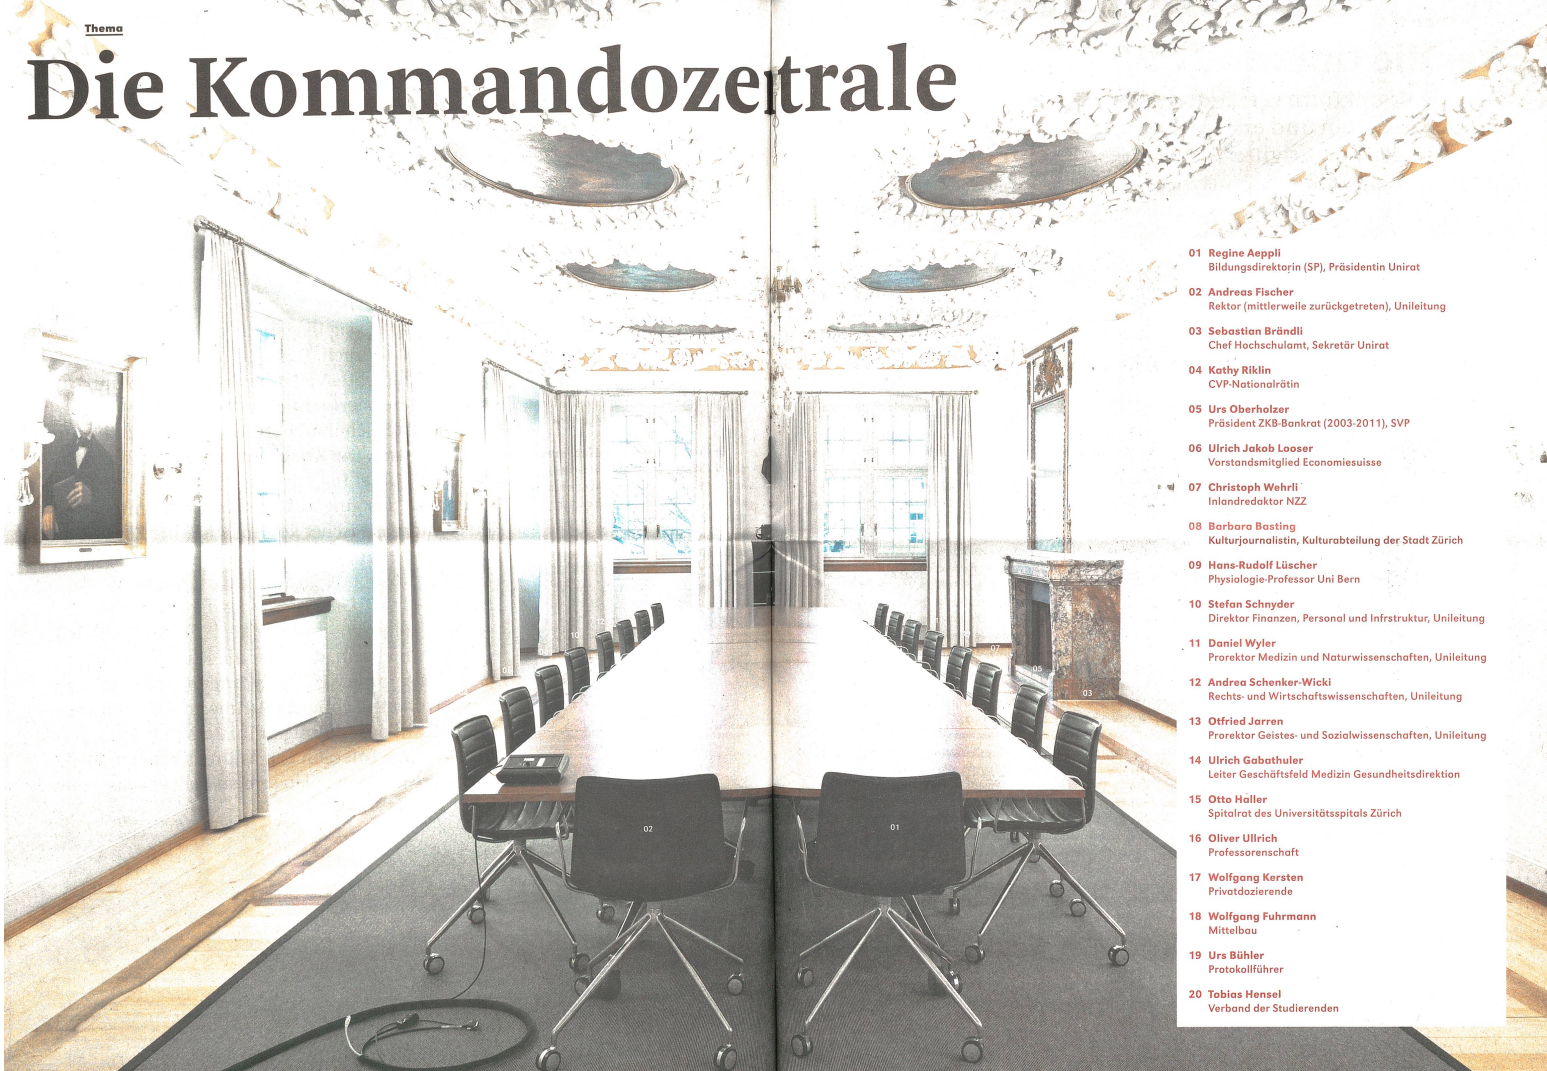 Thema
Die Kommandozentrale
01 Regine Aeppli
Bildungsdirektorin (SP), Präsidentin Unirat
02 Andreas Fischer
Rektor (mittlerweile zurückgetreten), Unileitung
03 Sebastian Brändli
Chef Hochschulamt, Sekretär Unirat
04 Kathy Riklin
CVP-Nationalrätin
05 Urs Oberholzer
Präsident ZKB-Bankrat (2003-2011), SVP
06 Ulrich Jakob Looser
Vorstandsmitglied Economiesuisse
07 Christoph Wehrli
Inlandredaktor NZZ
08 Barbara Basting
Kulturjournalistin, Kulturabteilung der Stadt Zürich
09 Hans-Rudolf Lüscher
Physiologie-Professor Uni Bern
10 Stefan Schnyder
Direktor Finanzen, Personal und Infrstruktur, Unileitung
11 Daniel Wyler
Prorektor Medizin und Naturwissenschaften, Unileitung
12 Andrea Schenker-Wicki
Rechts- und Wirtschaftswissenschaften, Unileitung
13 Otfried Jarren
Prorektor Geistes- und Sozialwissenschaften, Unileitung
14 Ulrich Gabathuler
Leiter Geschäftsfeld Medizin Gesundheitsdirektion
15 Otto Haller
Spitalrat des Universitätsspitals Zürich
16 Oliver Ullrich
Professorenschaft
17 Wolfgang Kersten
Privatdozierende
18 Wolfgang Fuhrmann
Mittelbau
19 Urs Bühler
Protokollführer
20 Tobias Hensel
Verband der Studierenden
10
07
05
03
02
01